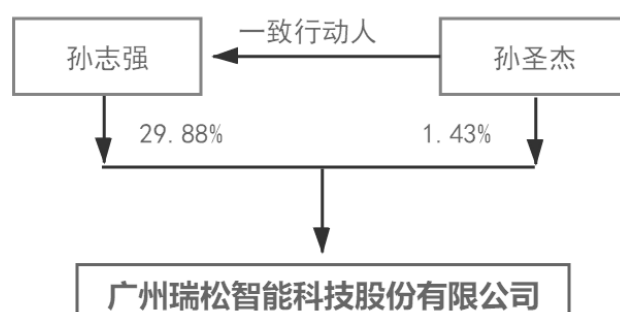 一致行动人
孙志强
孙圣杰
29.88%
1.43%
广州瑞松智能科技股份有限公司